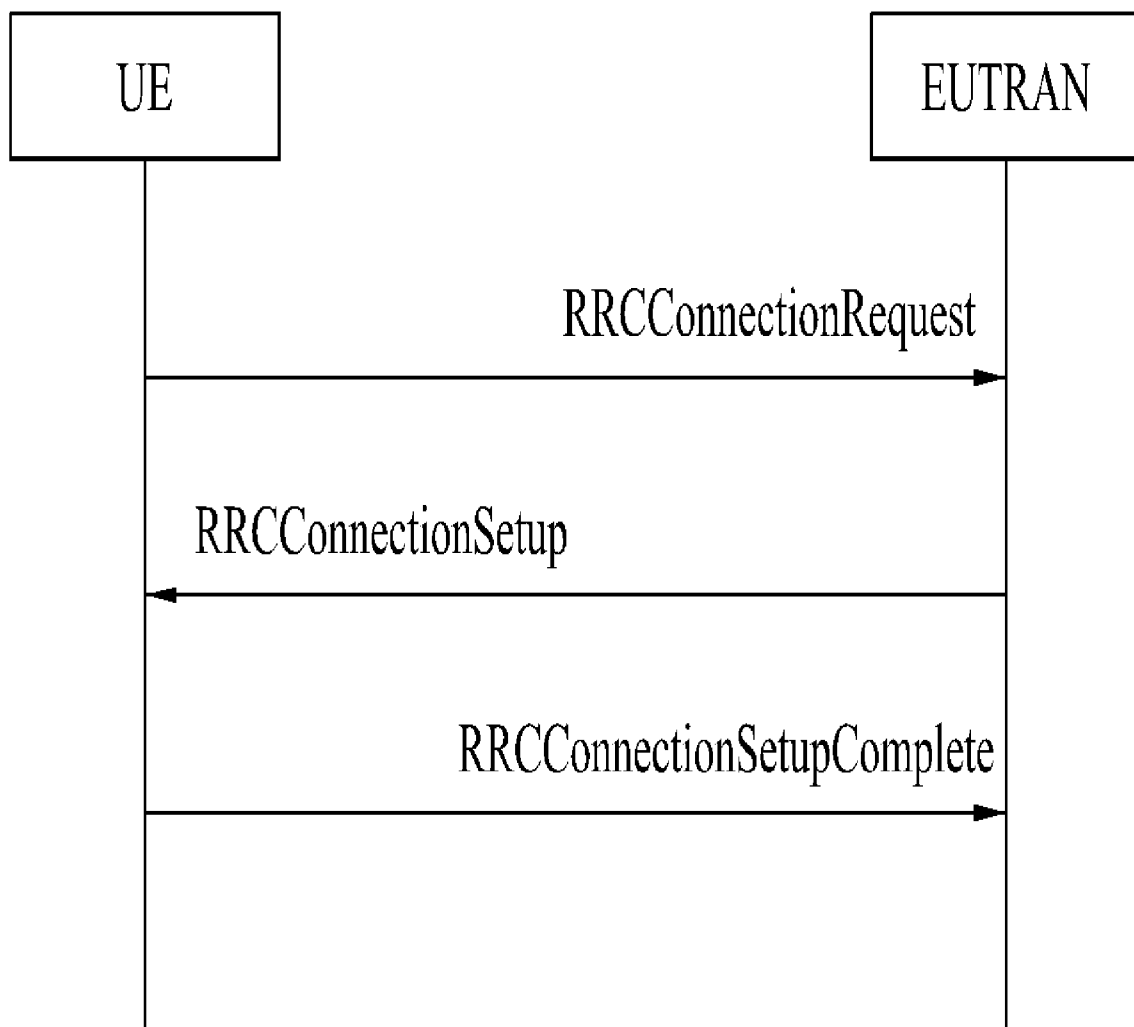 UE
EUTRAN
RRCConnectionRequest
RRCConnectionSetup
RRCConnectionSetupComplete